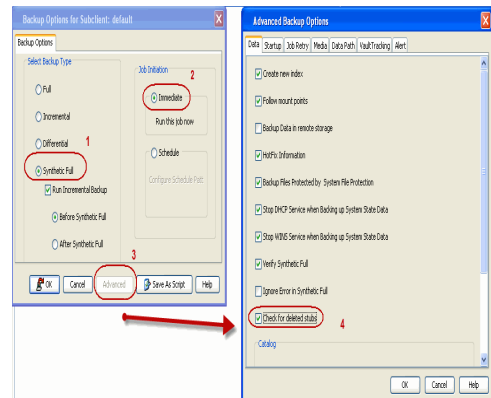 Backup Options for Subclient: default
Backup Options
Select Backup Type
Full
Incremental
Differential
1
Synthetic Full
Run Incremental Backup
Before Synthetic Full
After Synthetic Full
Job Initiation
2
Immediate
Run this job now
Schedule
Configure Schedule Patt
3
OK
Cancel
Advanced
Save As Script
Help
Advanced Backup Options
Data
Startup
Job Retry
Media
Data Path
VaultTracking
Alert
Create new index
Follow mount points
Backup Data in remote storage
HotFix Information
Backup Files Protected by System File Protection
Stop DHCP Service when Backing up System State Data
Stop WINS Service when Backing up System State Data
Verify Synthetic Full
Ignore Error in Synthetic Full
Check for deleted stubs
4
Catalog
OK
Cancel
Help